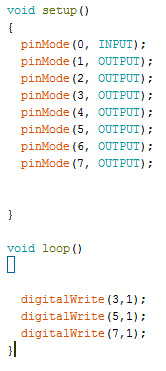 void setup()
{
  pinMode(0, INPUT);
  pinMode(1, OUTPUT);
  pinMode(2, OUTPUT);
  pinMode(3, OUTPUT);
  pinMode(4, OUTPUT);
  pinMode(5, OUTPUT);
  pinMode(6, OUTPUT);
  pinMode(7, OUTPUT);
}
void loop()
{
  digitalWrite(3,1);
  digitalWrite(5,1);
  digitalWrite(7,1);
}